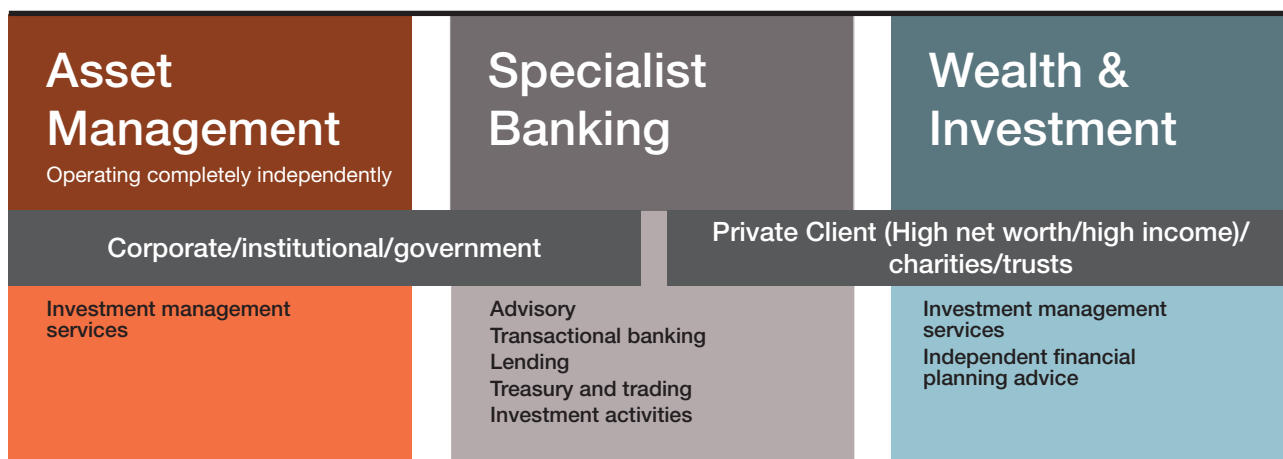 Asset
Management
Operating completely independently
Specialist
Banking
Wealth &
Investment
Corporate/institutional/government
Private Client (High net worth/high income)/
charities/trusts
Investment management
services
Advisory
Transactional banking
Lending
Treasury and trading
Investment activities
Investment management
services
Independent financial
planning advice